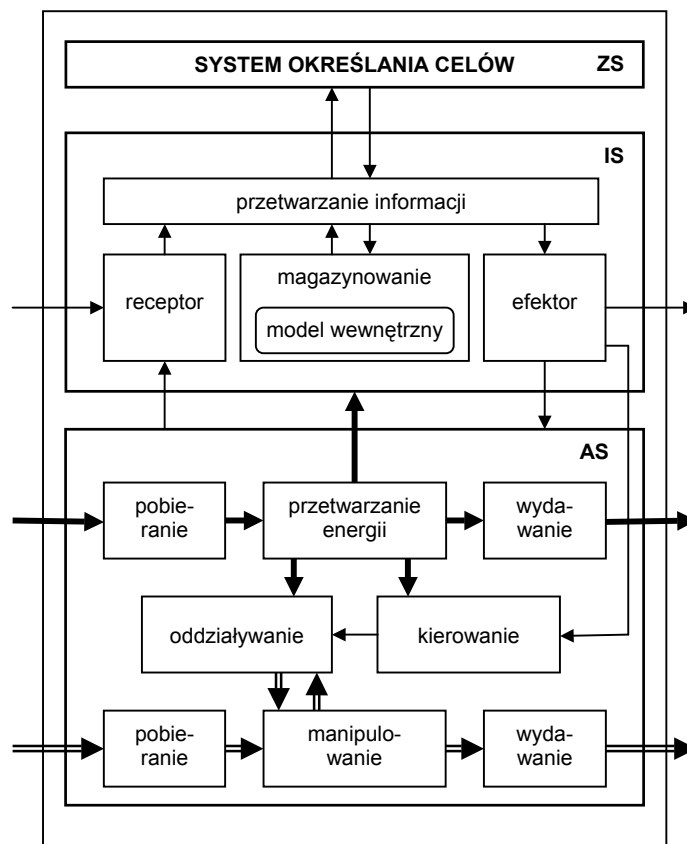 SYSTEM OKREŚLANIA CELÓW ZS
IS
przetwarzanie informacji
receptor
magazynowanie
model wewnętrzny
efektor
AS
pobie-
ranie
przetwarzanie
energii
wyda-
wanie
oddziaływanie
kierowanie
pobie-
ranie
manipulo-
wanie
wyda-
wanie